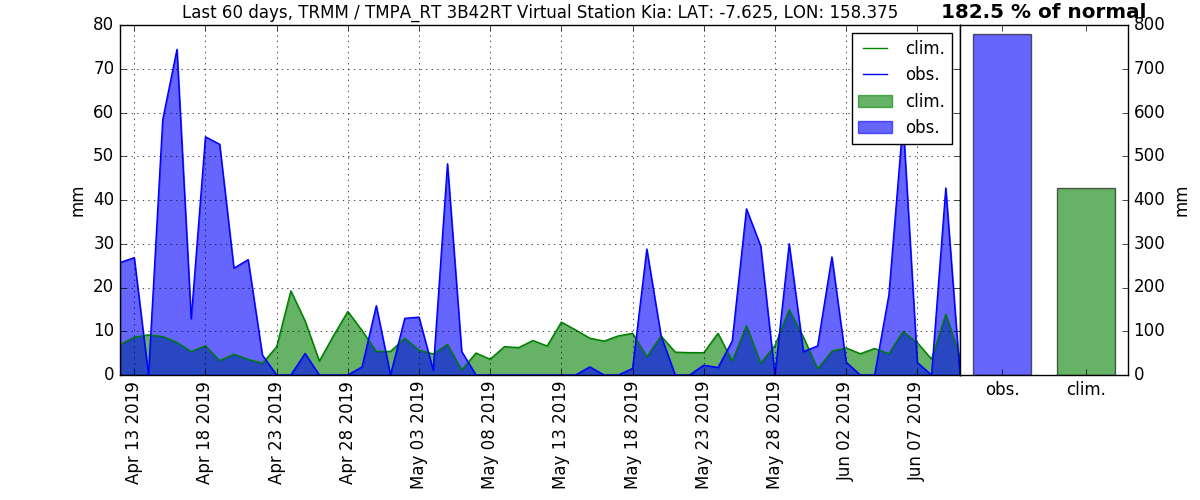 Last 60 days, TRMM / TMPA_RT 3B42RT Virtual Station Kia: LAT: -7.625, LON: 158.375
182.5 % of normal
clim.
obs.
clim.
obs.
80
70
60
50
40
30
20
10
0
mm
Apr 13 2019
Apr 18 2019
Apr 23 2019
Apr 28 2019
May 03 2019
May 08 2019
May 13 2019
May 18 2019
May 23 2019
May 28 2019
Jun 02 2019
Jun 07 2019
800
700
600
500
400
300
200
100
0
mm
obs.
clim.